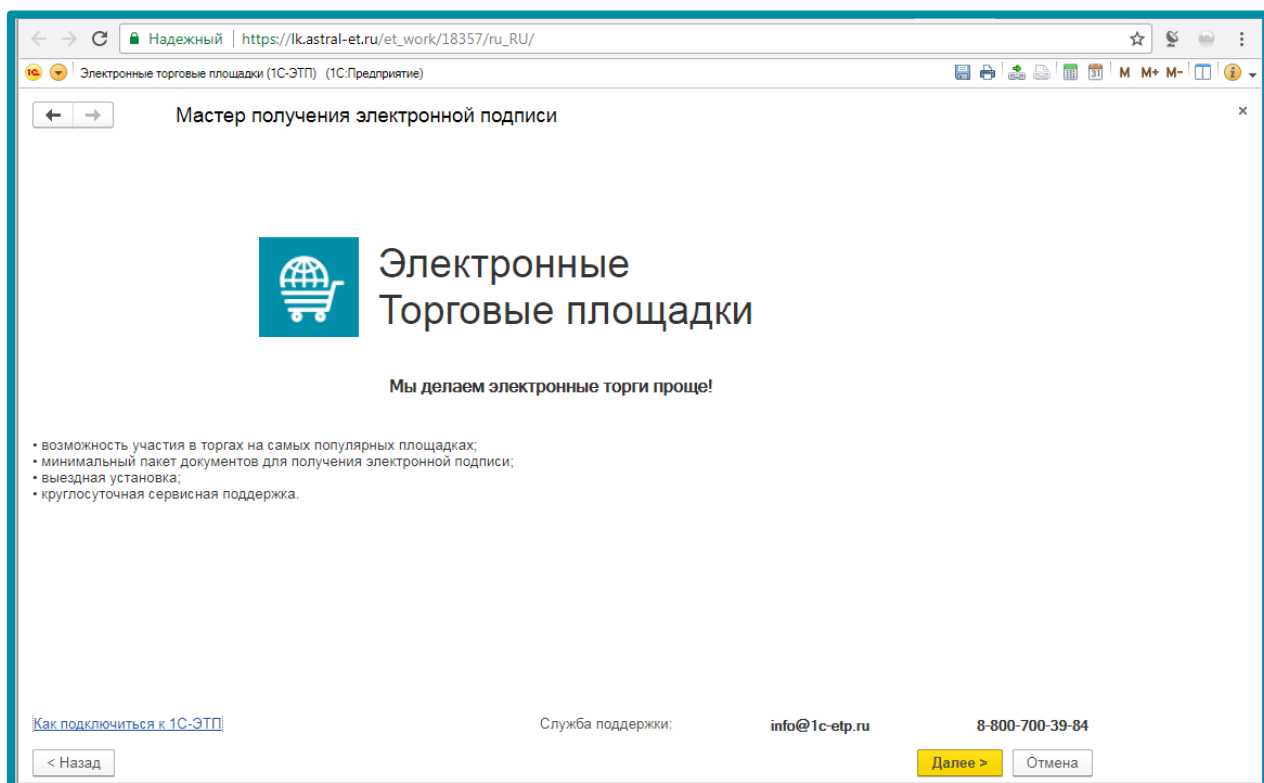 Надежный | https://lk.astral-et.ru/et_work/18357/ru_RU/
1С Электронные торговые площадки (1С-ЭТП) (1С:Предприятие) 31 M M+ M-
Мастер получения электронной подписи
Электронные
Торговые площадки
Мы делаем электронные торги проще!
• возможность участия в торгах на самых популярных площадках;
• минимальный пакет документов для получения электронной подписи;
• выездная установка;
• круглосуточная сервисная поддержка.
Как подключиться к 1С-ЭТП Служба поддержки: info@1c-etp.ru 8-800-700-39-84
< Назад Далее > Отмена